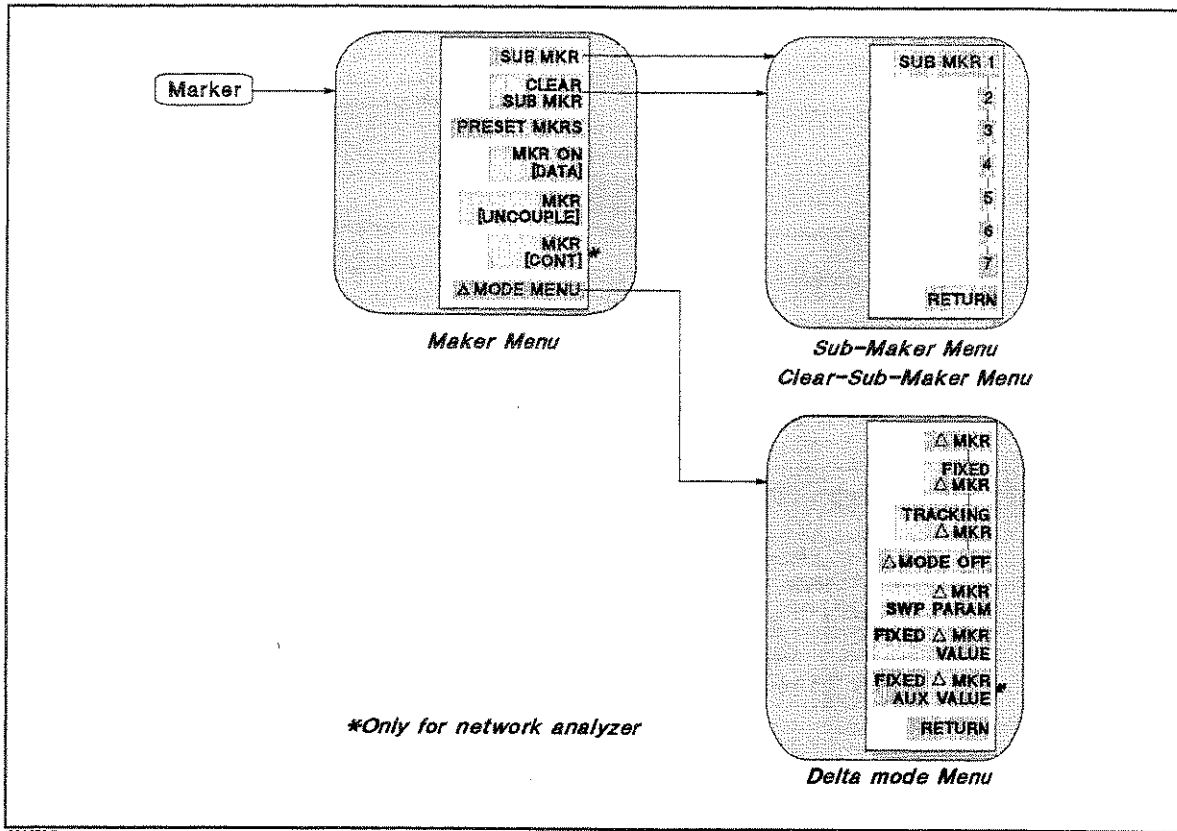 Marker
SUB MKR
CLEAR
SUB MKR
PRESET MKRS
MKR ON
[DATA]
MKR
[UNCOUPLE]
MKR
[CONT] *
Δ MODE MENU
Maker Menu
SUB MKR 1
2
3
4
5
6
7
RETURN
Sub-Maker Menu
Clear-Sub-Maker Menu
Δ MKR
FIXED
Δ MKR
TRACKING
Δ MKR
Δ MODE OFF
Δ MKR
SWP PARAM
FIXED Δ MKR
VALUE
FIXED Δ MKR
AUX VALUE *
RETURN
Delta mode Menu
*Only for network analyzer